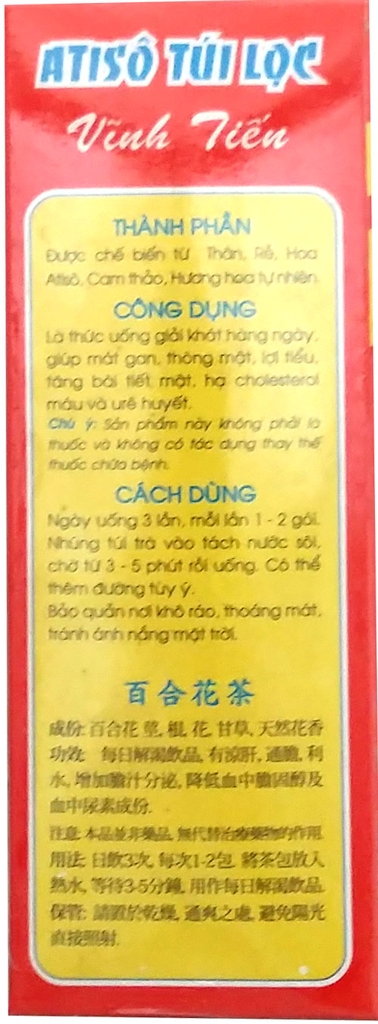 ATISÔ TÚI LỌC
Vĩnh Tiến
THÀNH PHẦN
Được chế biến từ Thân, Rễ, Hoa
Atisô, Cam thảo, Hương hoa tự nhiên.
CÔNG DỤNG
Là thức uống giải khát hàng ngày,
giúp mát gan, thông mật, lợi tiểu,
tăng bài tiết mật, hạ cholesterol
máu và urê huyết.
Chú ý: Sản phẩm này không phải là
thuốc và không có tác dụng thay thế
thuốc chữa bệnh.
CÁCH DÙNG
Ngày uống 3 lần, mỗi lần 1 - 2 gói.
Nhúng túi trà vào tách nước sôi,
chờ từ 3 - 5 phút rồi uống. Có thể
thêm đường tùy ý.
Bảo quản nơi khô ráo, thoáng mát,
tránh ánh nắng mặt trời.
百合花茶
成份: 百合花 莖, 根, 花, 甘草, 天然花香
功效: 每日解渴飲品, 有涼肝, 通膽, 利
水, 增加膽汁分泌, 降低血中膽固醇及
血中尿素成份.
注意: 本品並非藥品, 無代替治療藥物的作用.
用法: 日飲3次, 每次1-2包. 將茶包放入
熱水, 等待3-5分鐘, 用作每日解渴飲品.
保管: 請置於乾燥, 通爽之處, 避免陽光
直接照射.